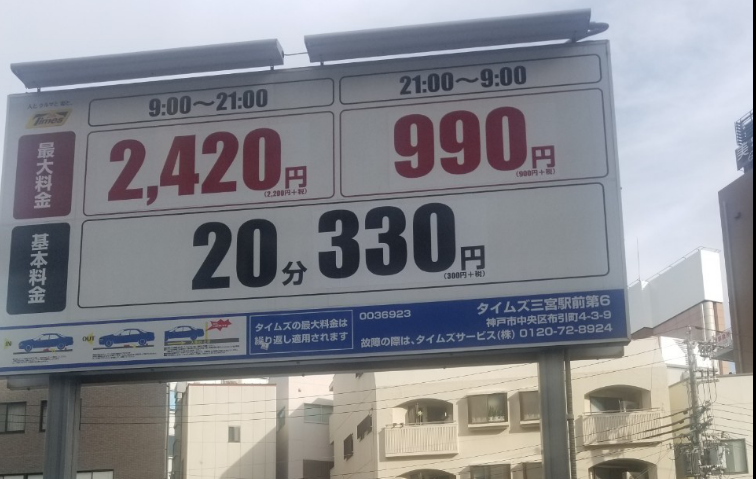 Times
9:00～21:00
21:00～9:00
最大料金
2,420円
(2,200円+税)
990円
(900円+税)
基本料金
20分 330円
(300円+税)
IN
OUT
タイムズの最大料金は
繰り返し適用されます
0036923
タイムズ三宮駅前第6
神戸市中央区布引町4-3-9
故障の際は、タイムズサービス(株) 0120-72-8924